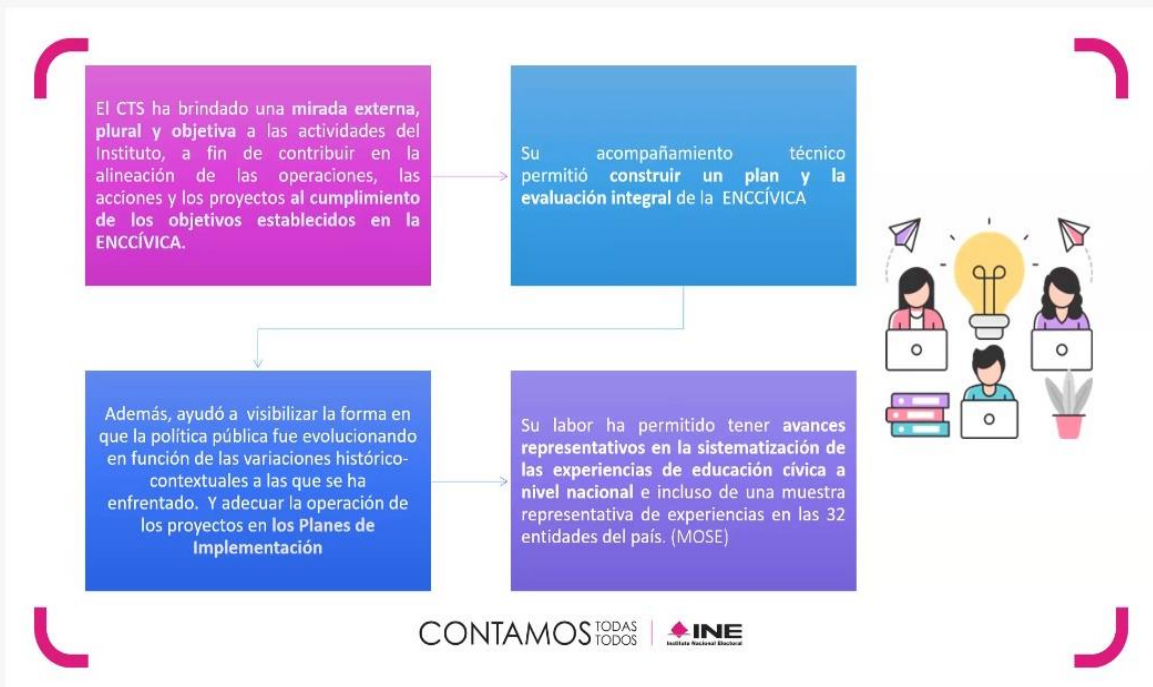 El CTS ha brindado una mirada externa,
plural y objetiva a las actividades del
Instituto, a fin de contribuir en la
alineación de las operaciones, las
acciones y los proyectos al cumplimiento
de los objetivos establecidos en la
ENCCÍVICA.
Su acompañamiento técnico
permitió construir un plan y la
evaluación integral de la ENCCÍVICA
Además, ayudó a visibilizar la forma en
que la política pública fue evolucionando
en función de las variaciones histórico-
contextuales a las que se ha
enfrentado. Y adecuar la operación de
los proyectos en los Planes de
Implementación
Su labor ha permitido tener avances
representativos en la sistematización de
las experiencias de educación cívica a
nivel nacional e incluso de una muestra
representativa de experiencias en las 32
entidades del país. (MOSE)
CONTAMOS TODAS
TODOS
INE
Instituto Nacional Electoral